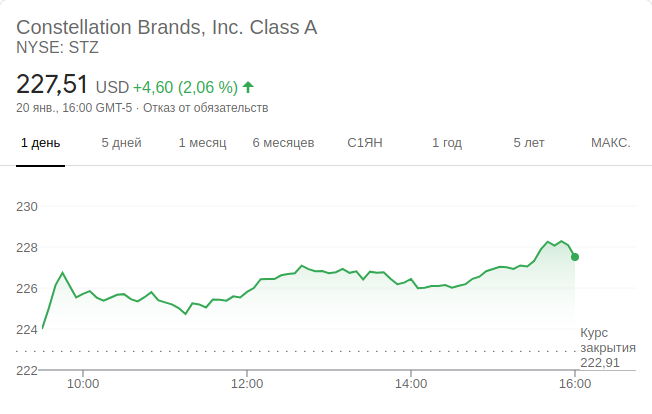 Constellation Brands, Inc. Class A
NYSE: STZ
227,51 USD +4,60 (2,06 %)
20 янв., 16:00 GMT-5 · Отказ от обязательств
1 день 5 дней 1 месяц 6 месяцев С1ЯН 1 год 5 лет МАКС.
230
228
226
224
Курс
закрытия
222,91
222
10:00 12:00 14:00 16:00